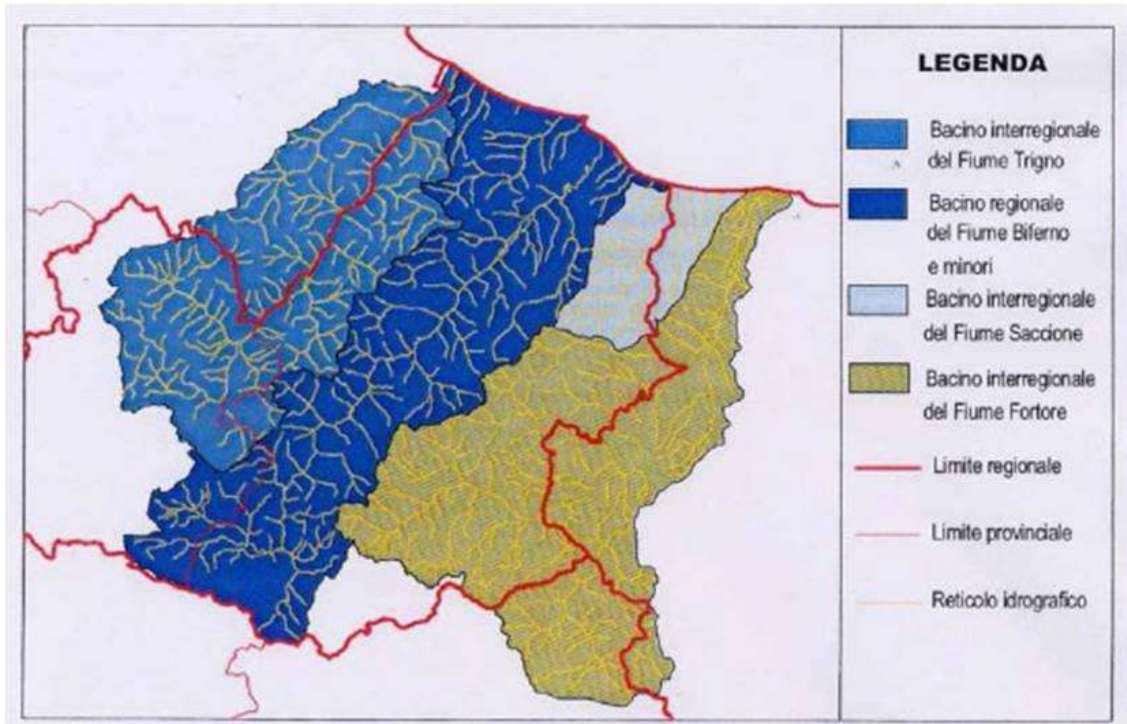 LEGENDA
Bacino interregionale
del Fiume Trigno
Bacino regionale
del Fiume Biferno
e minori
Bacino interregionale
del Fiume Saccione
Bacino interregionale
del Fiume Fortore
Limite regionale
Limite provinciale
Reticolo idrografico